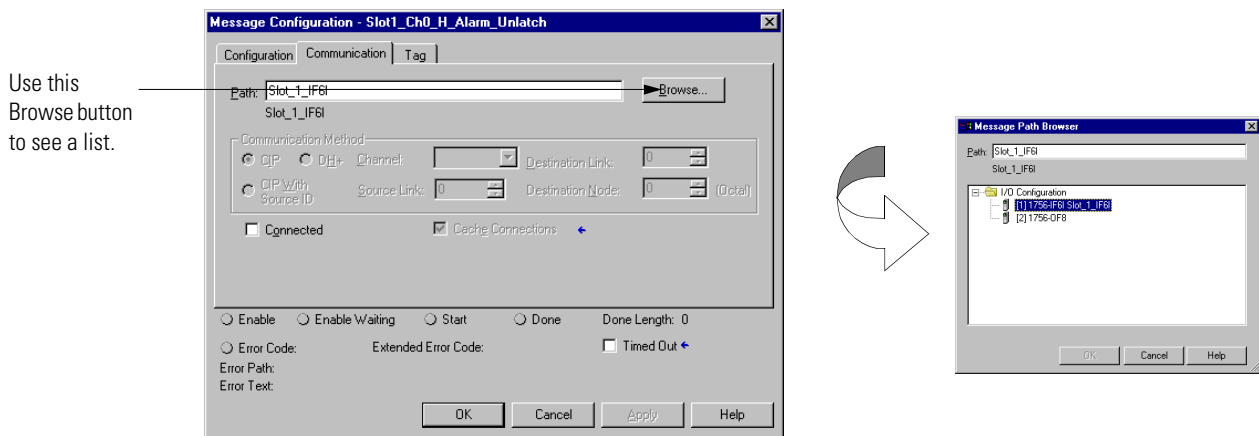 Use this
Browse button
to see a list.
Message Configuration - Slot1_Ch0_H_Alarm_Unlatch
Configuration Communication Tag
Path: Slot_1_IF6I Browse...
Slot_1_IF6I
Communication Method
CIP DH+ Channel: Destination Link: 0
CIP With
Source ID
Source Link: 0 Destination Node: 0 (Octal)
Connected Cache Connections
Enable Enable Waiting Start Done Done Length: 0
Error Code: Extended Error Code: Timed Out
Error Path:
Error Text:
OK Cancel Apply Help
Message Path Browser
Path: Slot_1_IF6I
Slot_1_IF6I
I/O Configuration
[1] 1756-IF6I Slot_1_IF6I
[2] 1756-OF8
OK Cancel Help